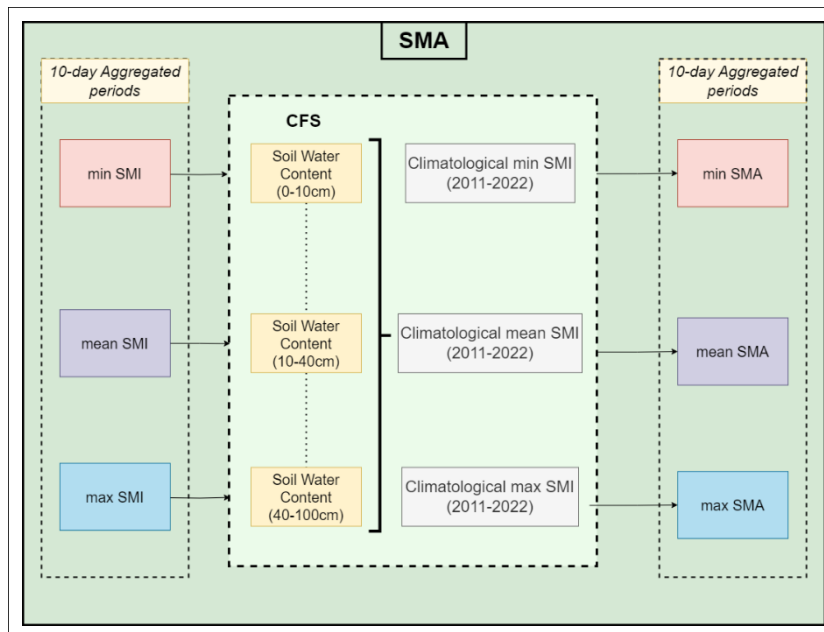 SMA
10-day Aggregated
periods
min SMI
mean SMI
max SMI
CFS
Soil Water
Content
(0-10cm)
Soil Water
Content
(10-40cm)
Soil Water
Content
(40-100cm)
Climatological min SMI
(2011-2022)
Climatological mean SMI
(2011-2022)
Climatological max SMI
(2011-2022)
10-day Aggregated
periods
min SMA
mean SMA
max SMA